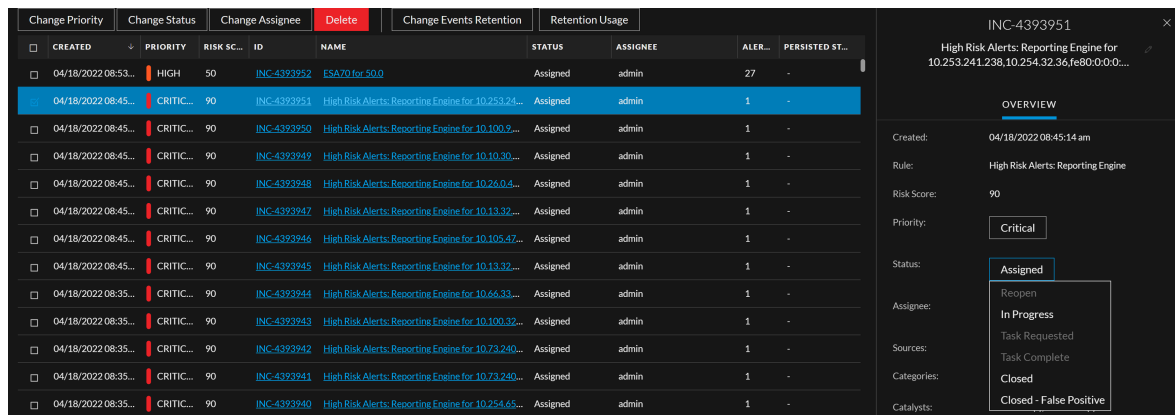 Change Priority Change Status Change Assignee Delete Change Events Retention Retention Usage
CREATED PRIORITY RISK SC... ID NAME STATUS ASSIGNEE ALER... PERSISTED ST...
04/18/2022 08:53... HIGH 50 INC-4393952 ESA70 for 50.0 Assigned admin 27 -
04/18/2022 08:45... CRITIC... 90 INC-4393951 High Risk Alerts: Reporting Engine for 10.253.24... Assigned admin 1 -
04/18/2022 08:45... CRITIC... 90 INC-4393950 High Risk Alerts: Reporting Engine for 10.100.9.... Assigned admin 1 -
04/18/2022 08:45... CRITIC... 90 INC-4393949 High Risk Alerts: Reporting Engine for 10.10.30.... Assigned admin 1 -
04/18/2022 08:45... CRITIC... 90 INC-4393948 High Risk Alerts: Reporting Engine for 10.26.0.4... Assigned admin 1 -
04/18/2022 08:45... CRITIC... 90 INC-4393947 High Risk Alerts: Reporting Engine for 10.13.32.... Assigned admin 1 -
04/18/2022 08:45... CRITIC... 90 INC-4393946 High Risk Alerts: Reporting Engine for 10.105.47... Assigned admin 1 -
04/18/2022 08:45... CRITIC... 90 INC-4393945 High Risk Alerts: Reporting Engine for 10.13.32.... Assigned admin 1 -
04/18/2022 08:35... CRITIC... 90 INC-4393944 High Risk Alerts: Reporting Engine for 10.66.33.... Assigned admin 1 -
04/18/2022 08:35... CRITIC... 90 INC-4393943 High Risk Alerts: Reporting Engine for 10.100.32... Assigned admin 1 -
04/18/2022 08:35... CRITIC... 90 INC-4393942 High Risk Alerts: Reporting Engine for 10.73.240... Assigned admin 1 -
04/18/2022 08:35... CRITIC... 90 INC-4393941 High Risk Alerts: Reporting Engine for 10.73.240... Assigned admin 1 -
04/18/2022 08:35... CRITIC... 90 INC-4393940 High Risk Alerts: Reporting Engine for 10.254.65... Assigned admin 1 -
INC-4393951
High Risk Alerts: Reporting Engine for
10.253.241.238,10.254.32.36,fe80:0:0:0:...
OVERVIEW
Created: 04/18/2022 08:45:14 am
Rule: High Risk Alerts: Reporting Engine
Risk Score: 90
Priority: Critical
Status: Assigned
Reopen
Assignee:
In Progress
Task Requested
Sources:
Task Complete
Categories: Closed
Closed - False Positive
Catalysts: